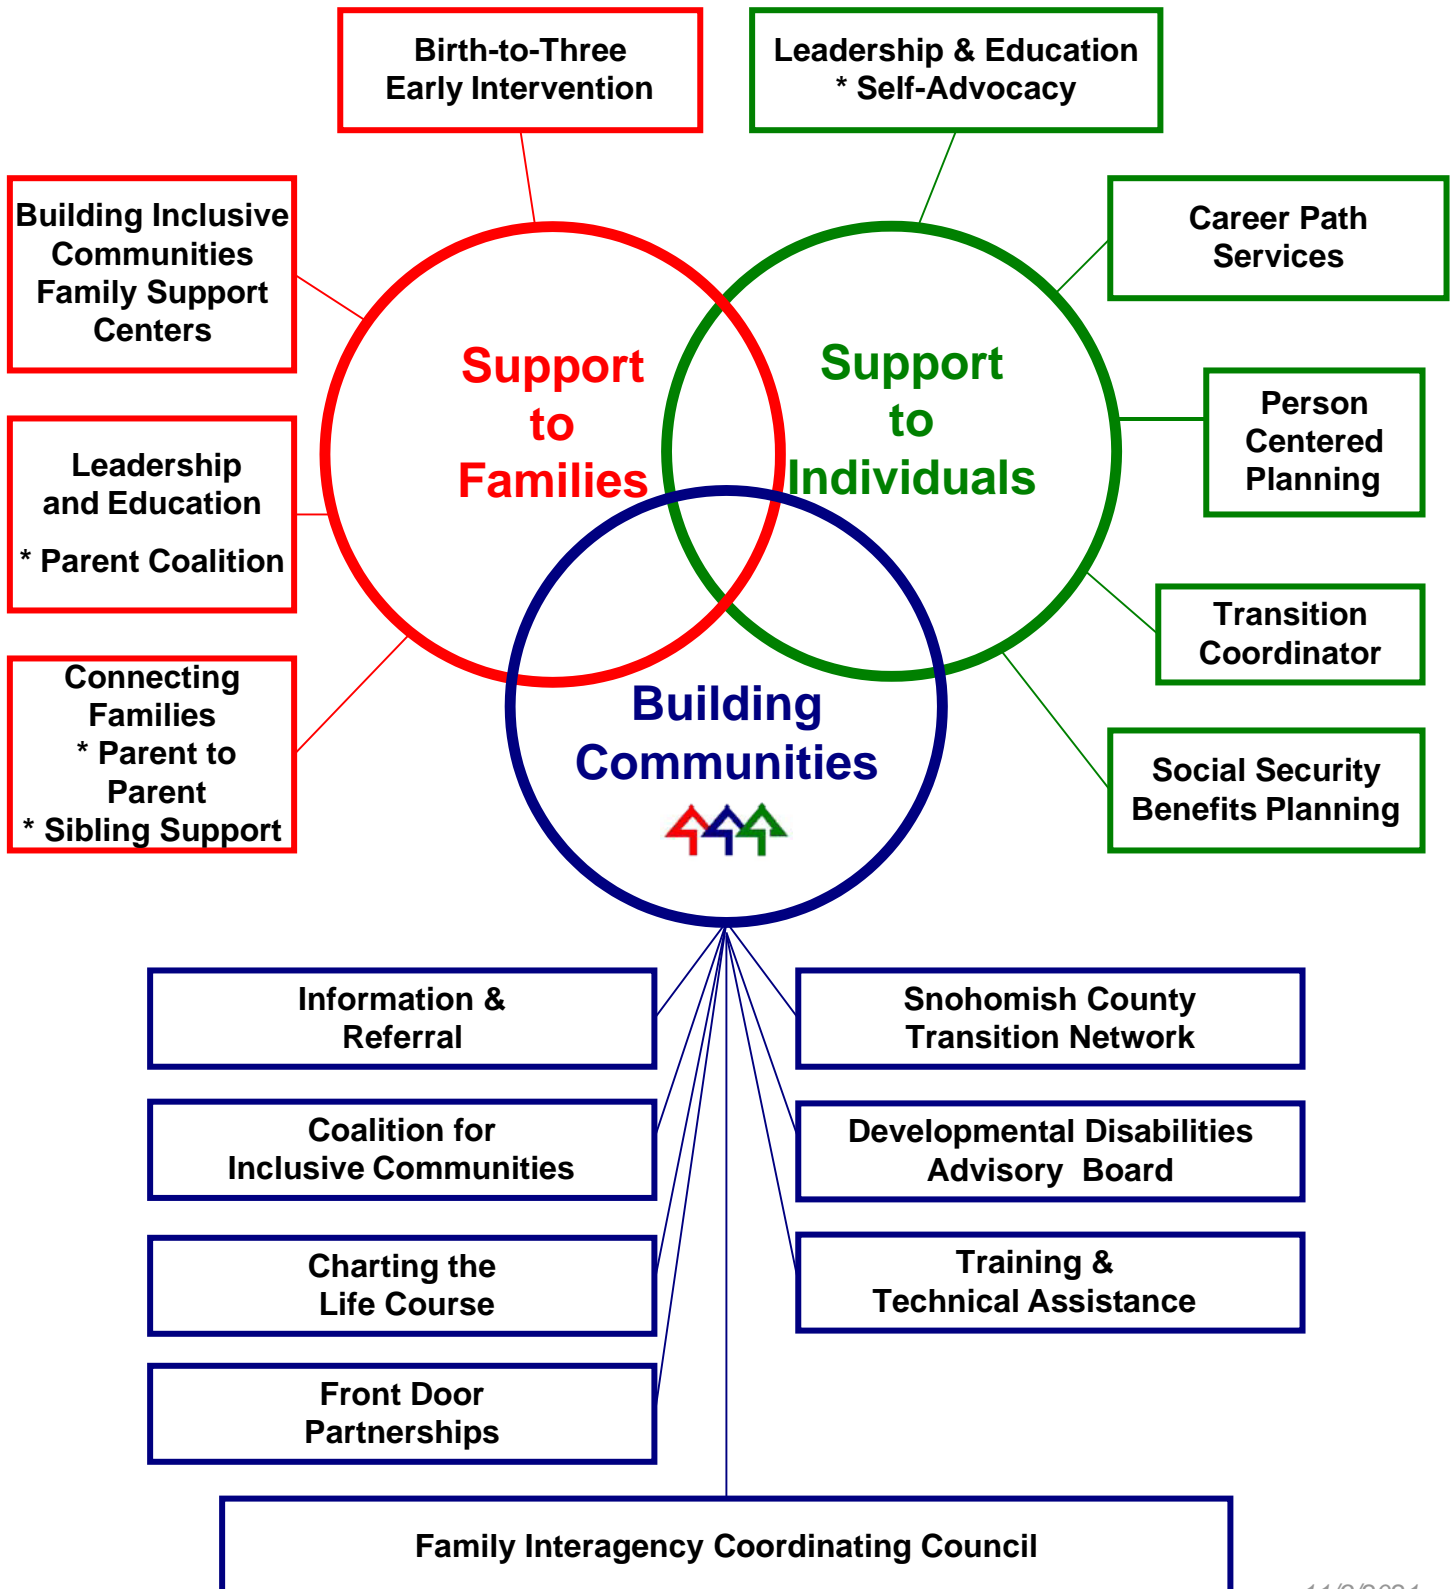 Birth-to-Three
Early Intervention
Leadership & Education
* Self-Advocacy
Building Inclusive
Communities
Family Support
Centers
Career Path
Services
Support
to
Families
Support
to
Individuals
Person
Centered
Planning
Leadership
and Education
* Parent Coalition
Transition
Coordinator
Connecting
Families
* Parent to
Parent
* Sibling Support
Building
Communities
Social Security
Benefits Planning
Information &
Referral
Snohomish County
Transition Network
Coalition for
Inclusive Communities
Developmental Disabilities
Advisory  Board
Charting the
Life Course
Training &
Technical Assistance
Front Door
Partnerships
Family Interagency Coordinating Council